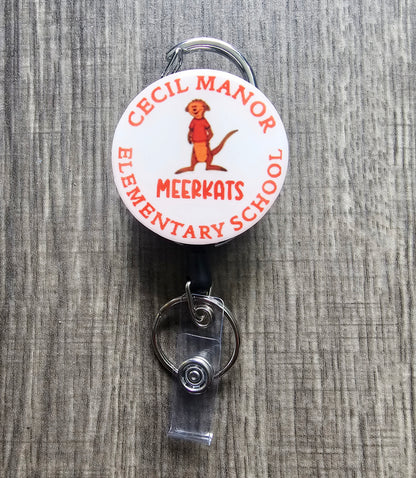 CECIL MANOR
MEERKATS
ELEMENTARY SCHOOL